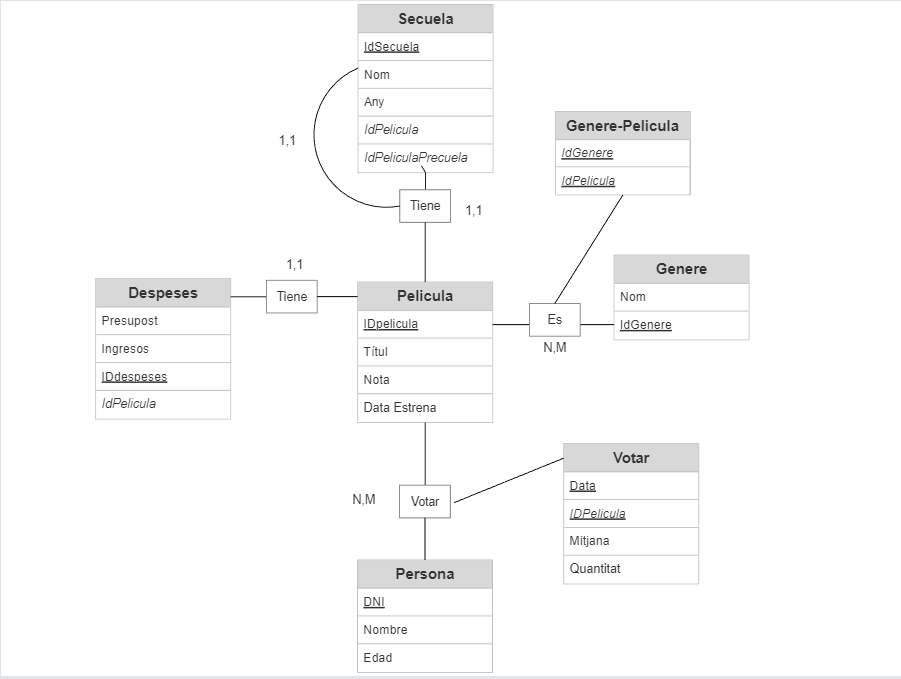 Secuela
IdSecuela
Nom
Any
IdPelicula
IdPeliculaPrecuela
1,1
Tiene
1,1
Genere-Pelicula
IdGenere
IdPelicula
Despeses
Presupost
Ingresos
IDdespeses
IdPelicula
1,1
Tiene
Pelicula
IDpelicula
Títul
Nota
Data Estrena
Es
N,M
Genere
Nom
IdGenere
N,M
Votar
Votar
Data
IDPelicula
Mitjana
Quantitat
Persona
DNI
Nombre
Edad